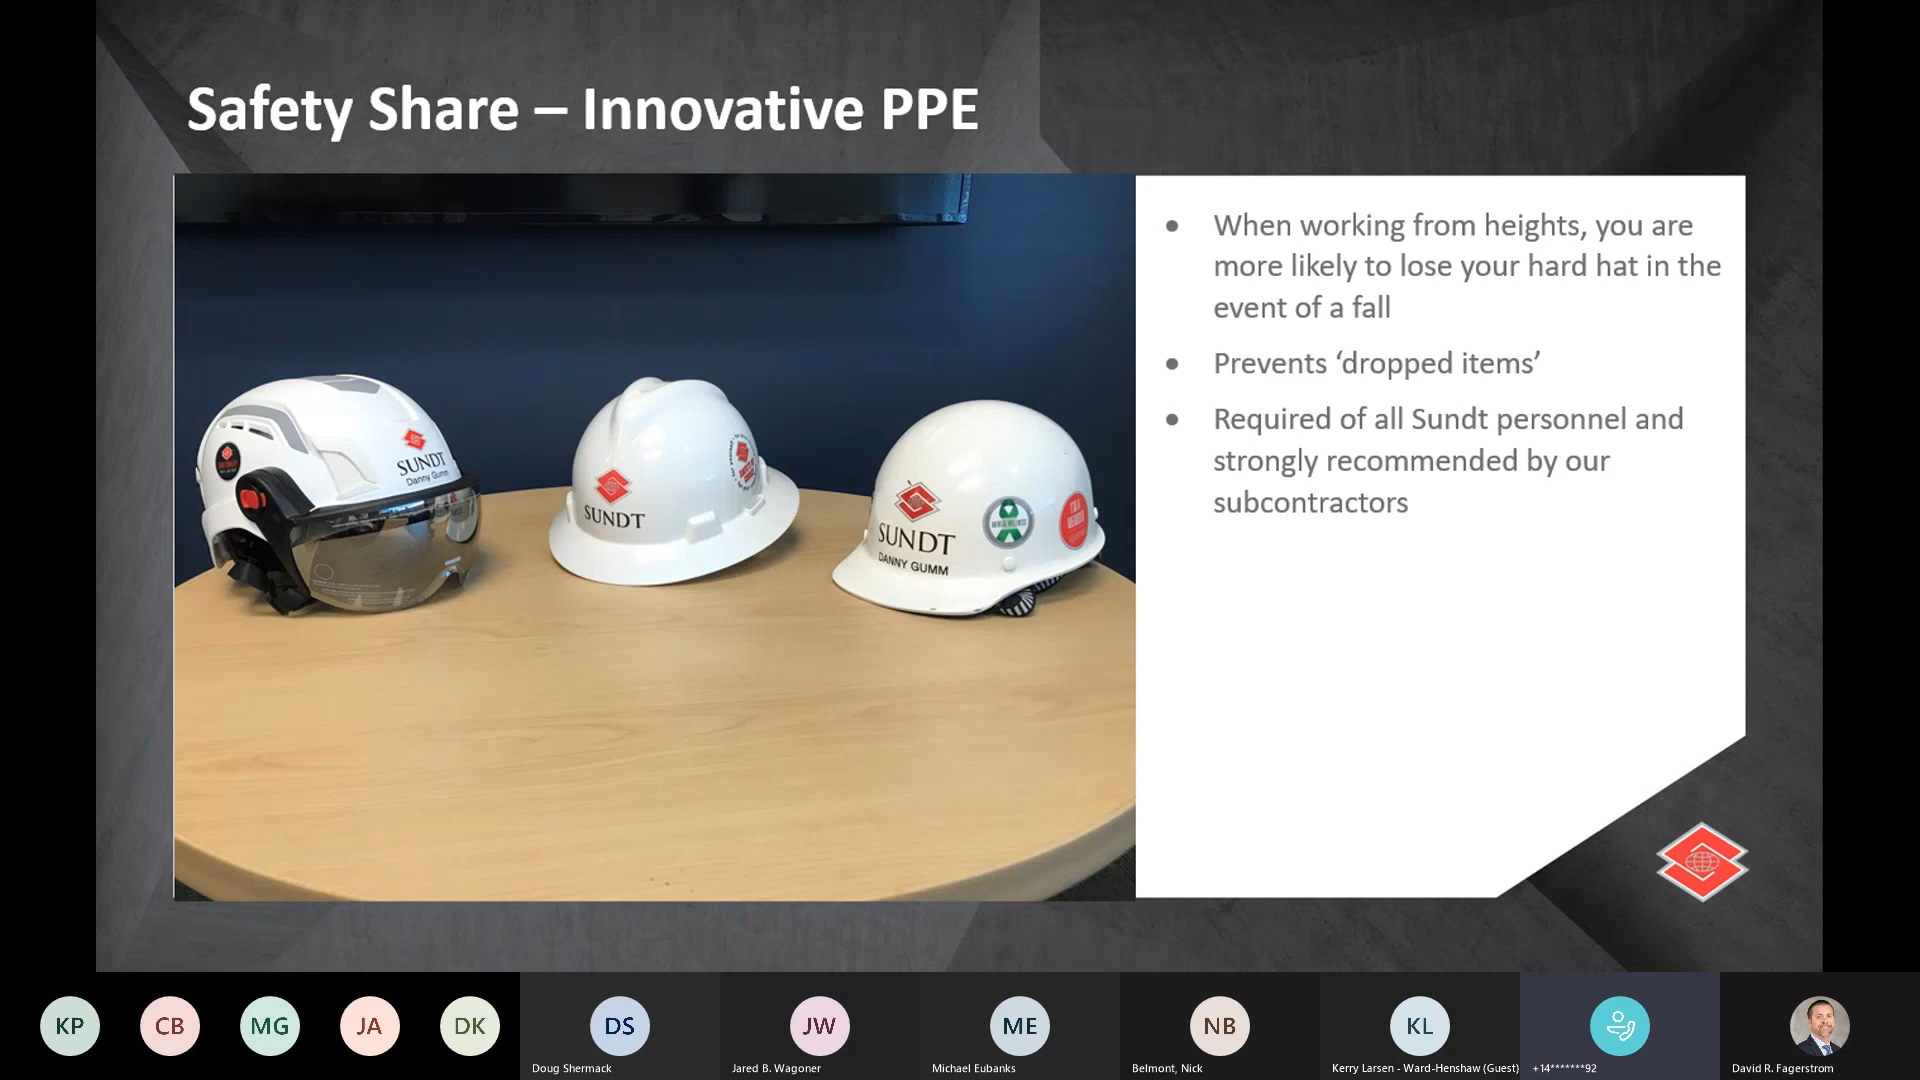 Safety Share – Innovative PPE
When working from heights, you are
more likely to lose your hard hat in the
event of a fall
Prevents ‘dropped items’
Required of all Sundt personnel and
strongly recommended by our
subcontractors
SUNDT
Danny Gumm
SUNDT
SUNDT
DANNY GUMM
MENTAL WELLNESS
KP
CB
MG
JA
DK
DS
JW
ME
NB
KL
Doug Shermack
Jared B. Wagoner
Michael Eubanks
Belmont, Nick
Kerry Larsen - Ward-Henshaw (Guest)
+14*******92
David R. Fagerstrom